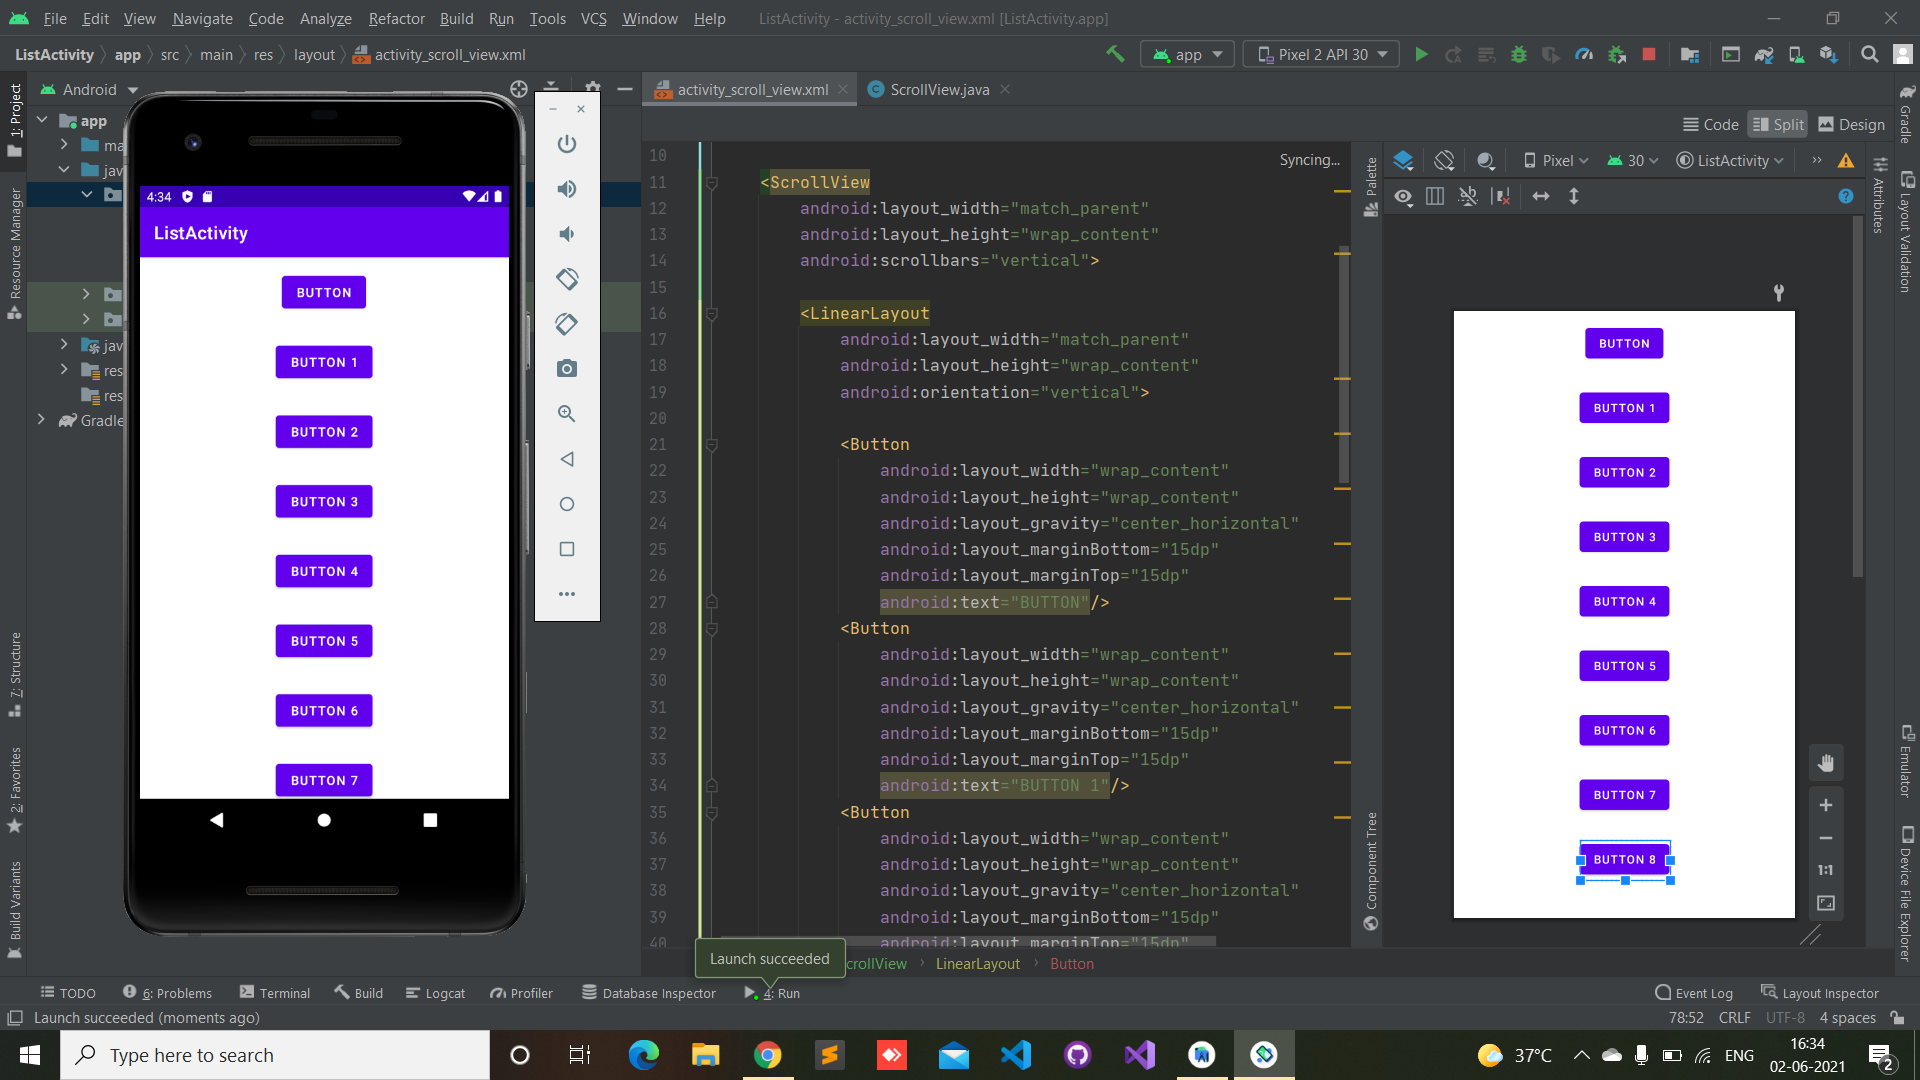 File Edit View Navigate Code Analyze Refactor Build Run Tools VCS Window Help ListActivity - activity_scroll_view.xml [ListActivity.app]
ListActivity app src main res layout activity_scroll_view.xml app Pixel 2 API 30
Android
activity_scroll_view.xml ScrollView.java
Code Split Design
1: Project
Resource Manager
7: Structure
2: Favorites
Build Variants
app
ma
jav
jav
res
res
Gradle
4:34
ListActivity
BUTTON
BUTTON 1
BUTTON 2
BUTTON 3
BUTTON 4
BUTTON 5
BUTTON 6
BUTTON 7
Syncing...
10
11 <ScrollView
12 android:layout_width="match_parent"
13 android:layout_height="wrap_content"
14 android:scrollbars="vertical">
15
16 <LinearLayout
17 android:layout_width="match_parent"
18 android:layout_height="wrap_content"
19 android:orientation="vertical">
20
21 <Button
22 android:layout_width="wrap_content"
23 android:layout_height="wrap_content"
24 android:layout_gravity="center_horizontal"
25 android:layout_marginBottom="15dp"
26 android:layout_marginTop="15dp"
27 android:text="BUTTON"/>
28 <Button
29 android:layout_width="wrap_content"
30 android:layout_height="wrap_content"
31 android:layout_gravity="center_horizontal"
32 android:layout_marginBottom="15dp"
33 android:layout_marginTop="15dp"
34 android:text="BUTTON 1"/>
35 <Button
36 android:layout_width="wrap_content"
37 android:layout_height="wrap_content"
38 android:layout_gravity="center_horizontal"
39 android:layout_marginBottom="15dp"
40 android:layout_marginTop="15dp"
Palette
Component Tree
Pixel 30 ListActivity
BUTTON
BUTTON 1
BUTTON 2
BUTTON 3
BUTTON 4
BUTTON 5
BUTTON 6
BUTTON 7
BUTTON 8
1:1
Attributes
Gradle
Layout Validation
Emulator
Device File Explorer
Launch succeeded
crollView LinearLayout Button
TODO 6: Problems Terminal Build Logcat Profiler Database Inspector 4: Run Event Log Layout Inspector
Launch succeeded (moments ago) 78:52 CRLF UTF-8 4 spaces
Type here to search
37°C ENG
16:34
02-06-2021
2